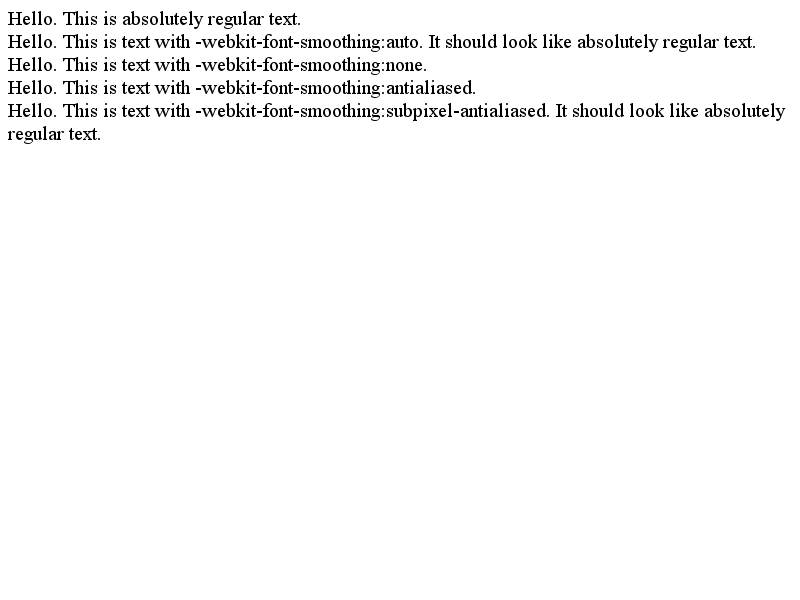 Hello. This is absolutely regular text.
Hello. This is text with -webkit-font-smoothing:auto. It should look like absolutely regular text.
Hello. This is text with -webkit-font-smoothing:none.
Hello. This is text with -webkit-font-smoothing:antialiased.
Hello. This is text with -webkit-font-smoothing:subpixel-antialiased. It should look like absolutely
regular text.